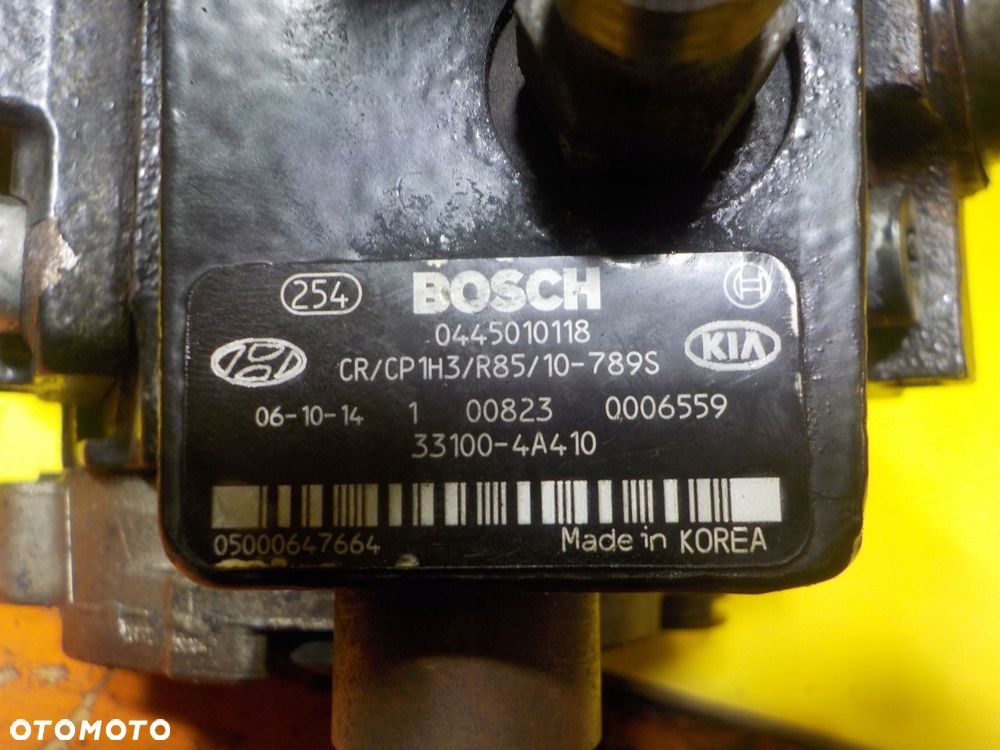 254 BOSCH
0445010118
CR/CP1H3/R85/10-789S KIA
06-10-14 1 00823 0006559
33100-4A410
05000647664 Made in KOREA
OTOMOTO